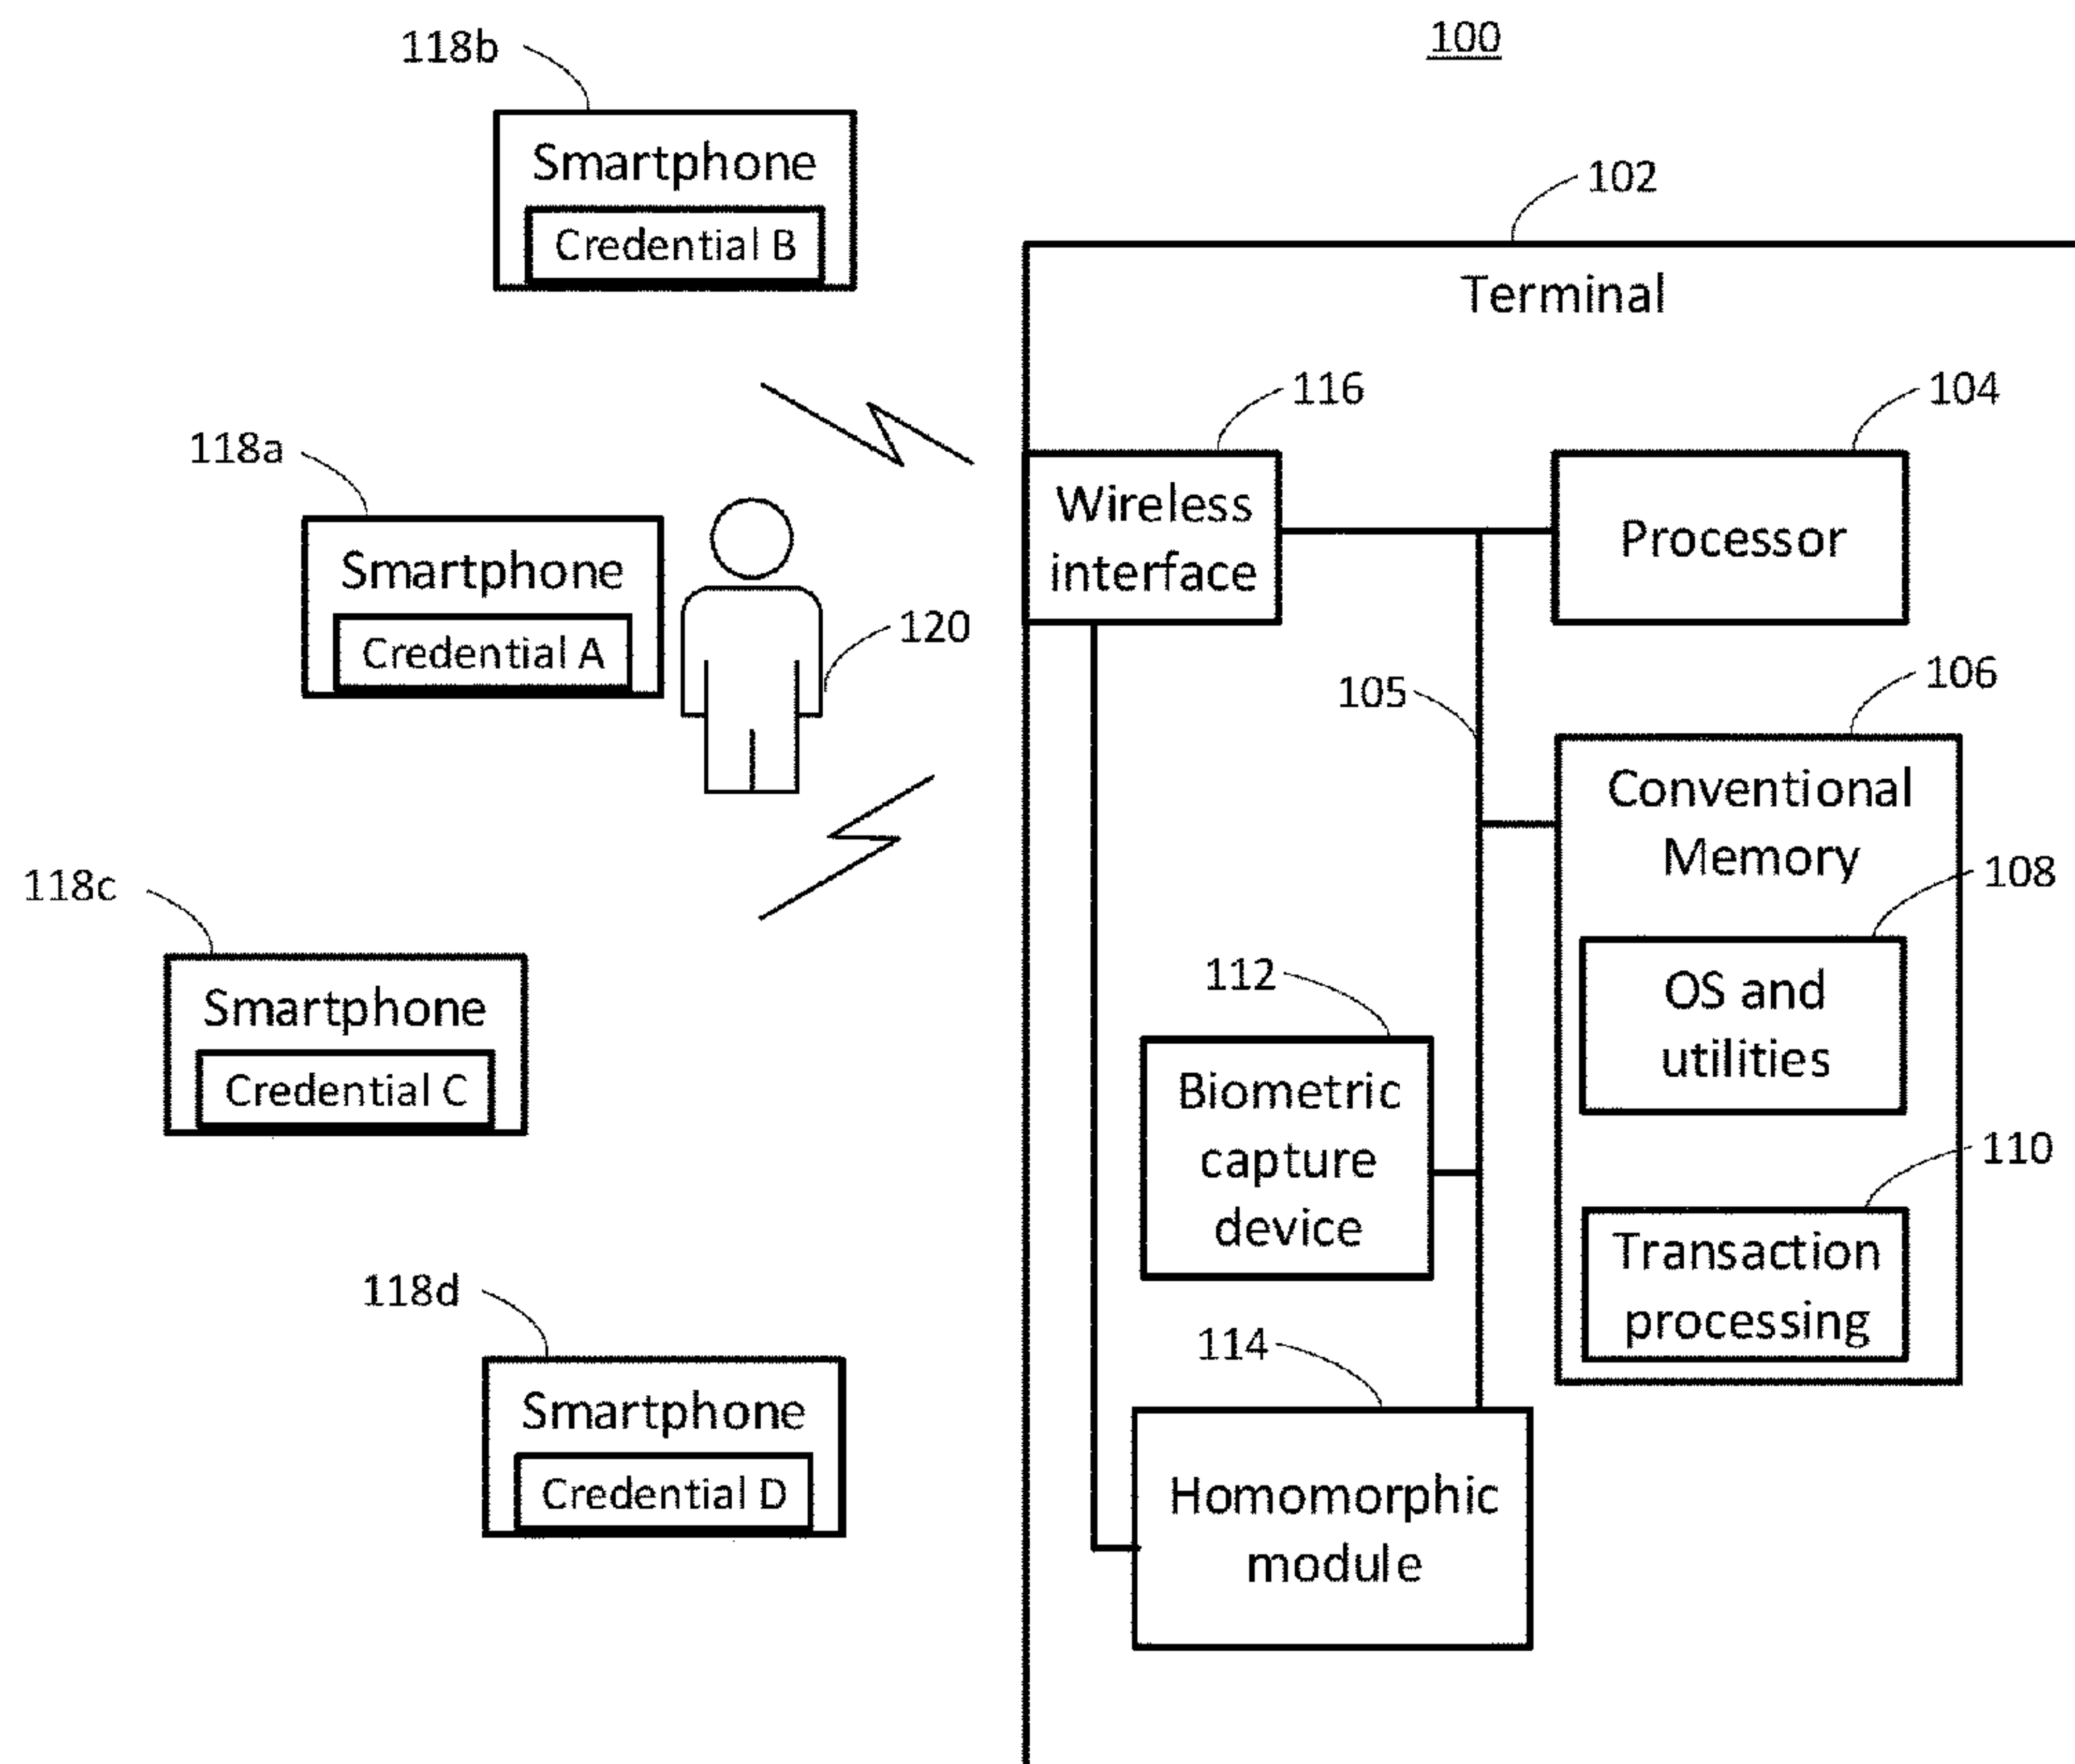 100
118b
Smartphone
Credential B
102
Terminal
116
104
118a
Wireless
interface
Processor
Smartphone
Credential A
120
105
106
Conventional
Memory
118c
108
Smartphone
Credential C
112
OS and
utilities
Biometric
capture
device
110
Transaction
processing
118d
114
Smartphone
Credential D
Homomorphic
module